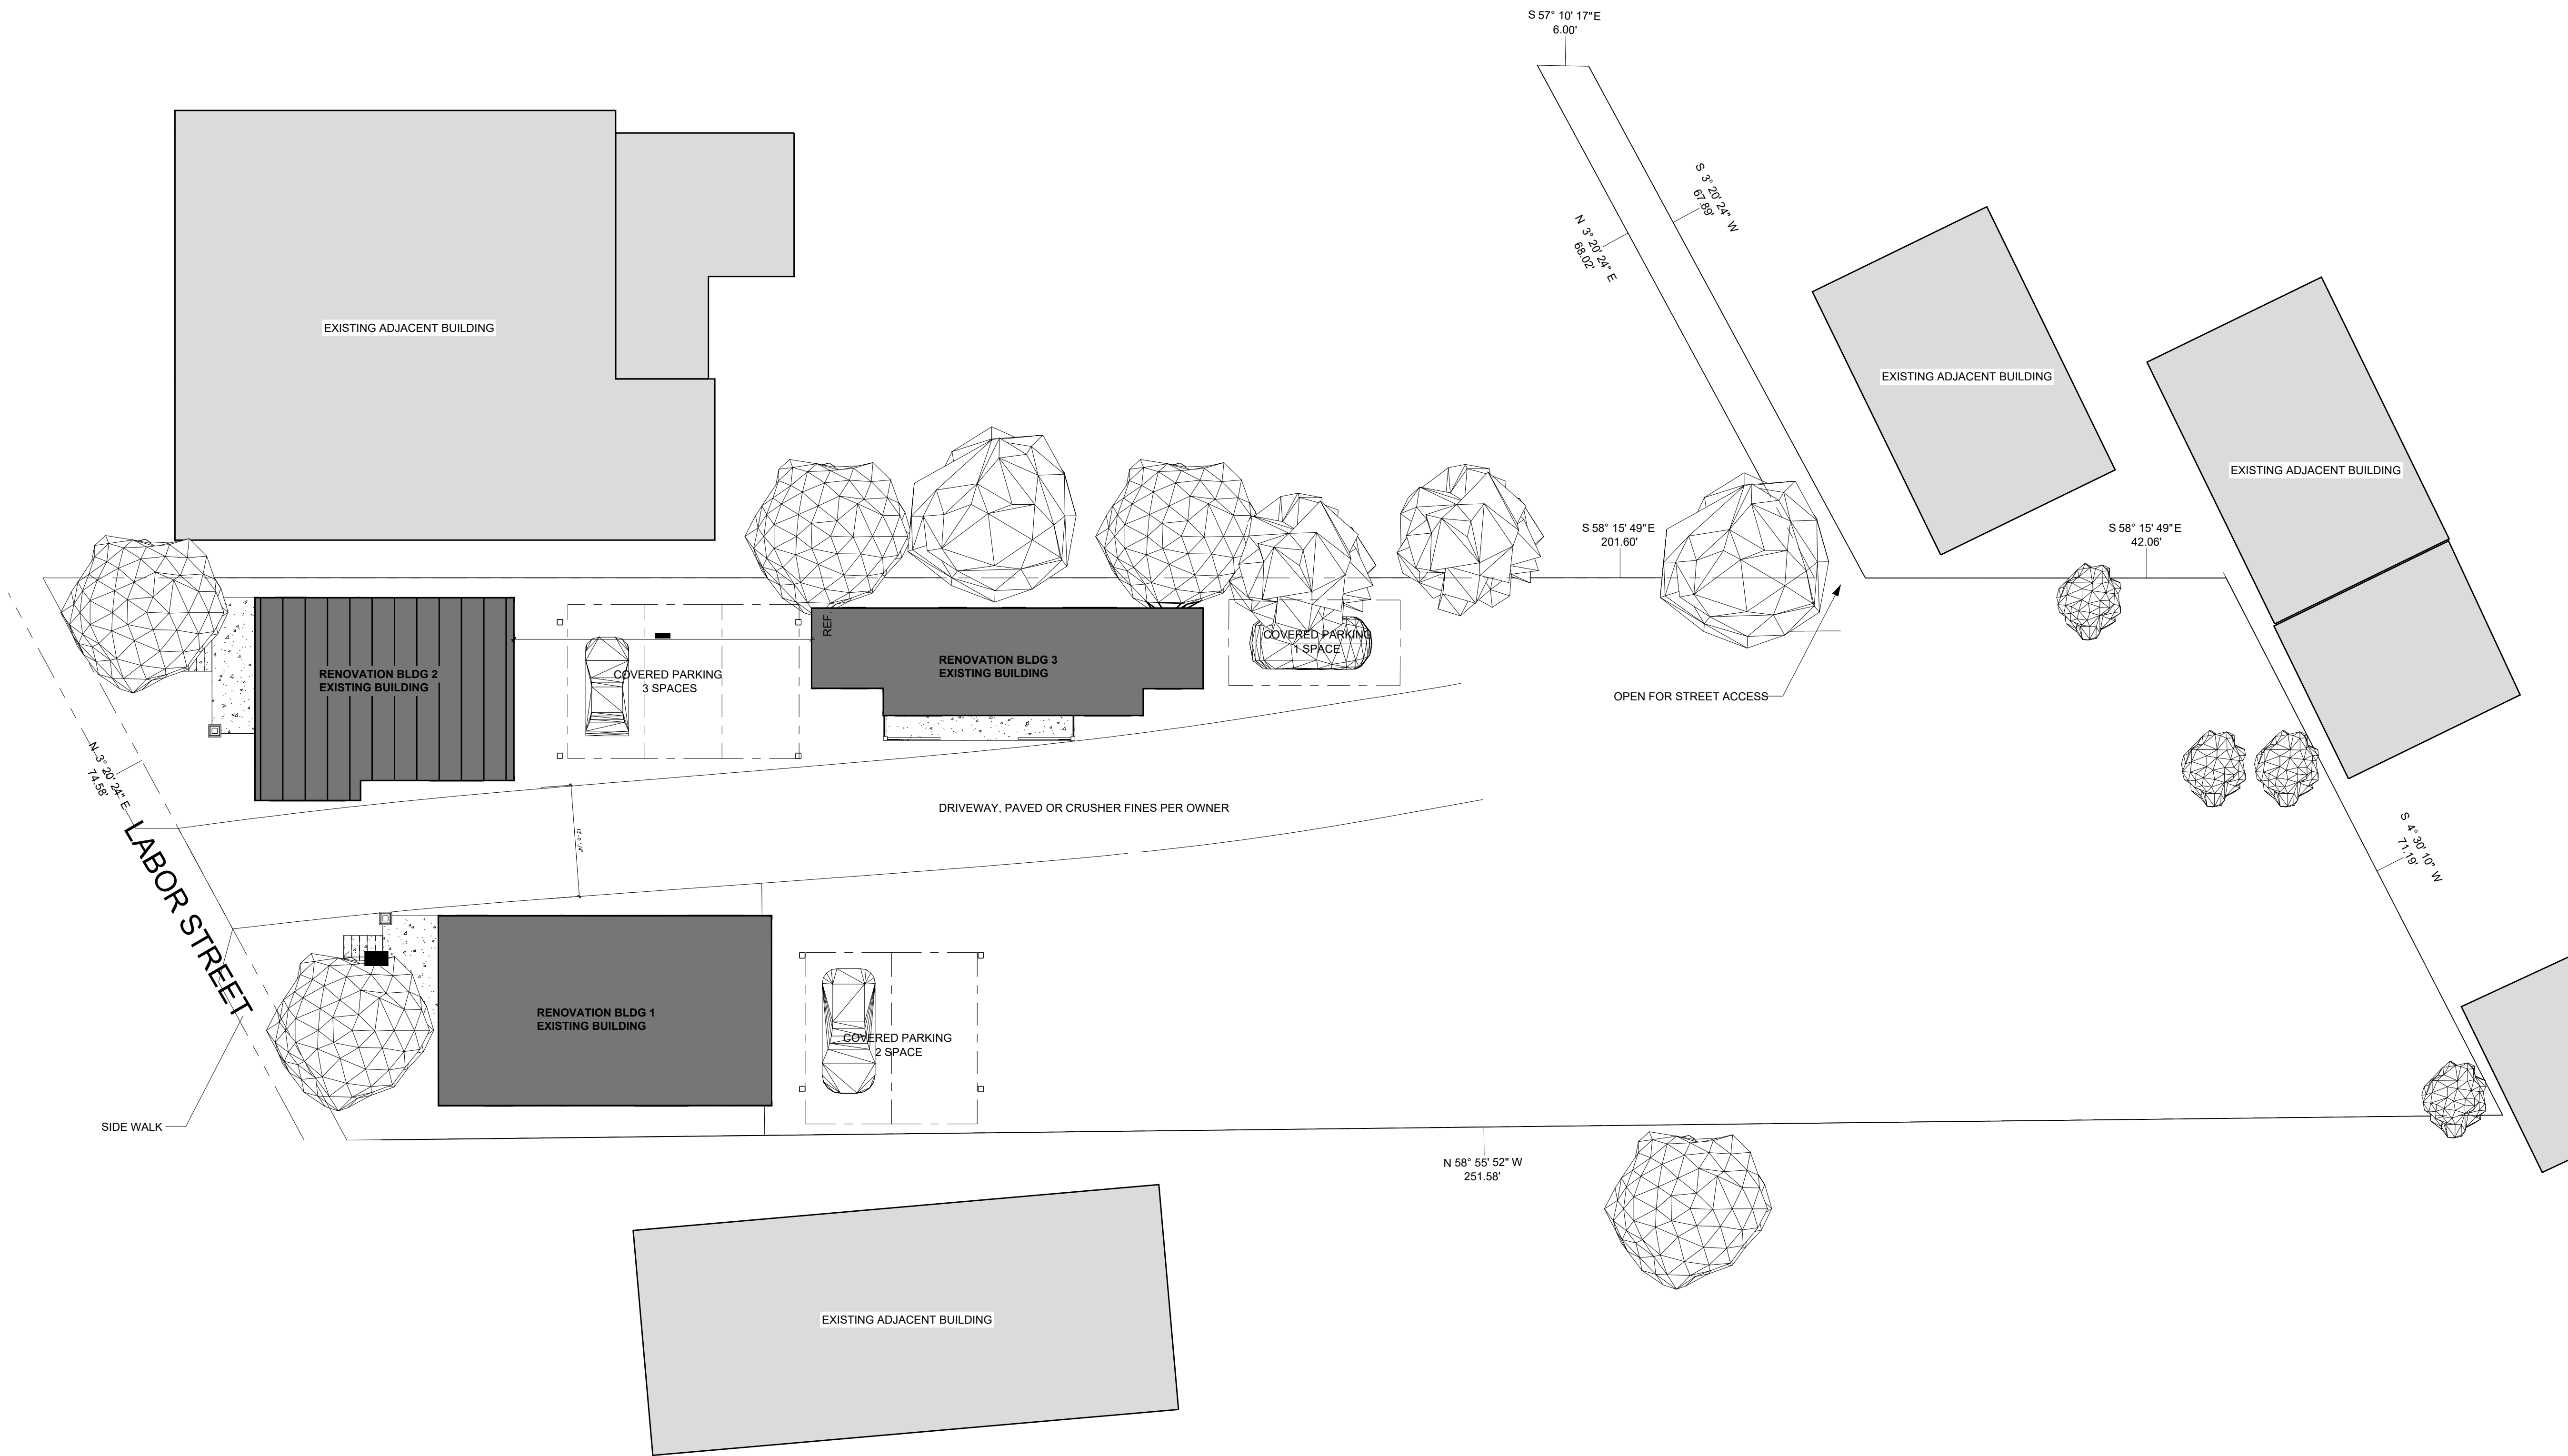 S 57° 10' 17" E
6.00'
S 3° 20' 24" W
67.89'
N 3° 20' 24" E
68.02'
EXISTING ADJACENT BUILDING
EXISTING ADJACENT BUILDING
EXISTING ADJACENT BUILDING
S 58° 15' 49" E
201.60'
S 58° 15' 49" E
42.06'
REF.
COVERED PARKING
1 SPACE
RENOVATION BLDG 2
EXISTING BUILDING
COVERED PARKING
3 SPACES
RENOVATION BLDG 3
EXISTING BUILDING
OPEN FOR STREET ACCESS
N 3° 20' 24" E
74.58'
DRIVEWAY, PAVED OR CRUSHER FINES PER OWNER
S 4° 30' 10" W
71.19'
LABOR STREET
RENOVATION BLDG 1
EXISTING BUILDING
COVERED PARKING
2 SPACE
SIDE WALK
N 58° 55' 52" W
251.58'
EXISTING ADJACENT BUILDING